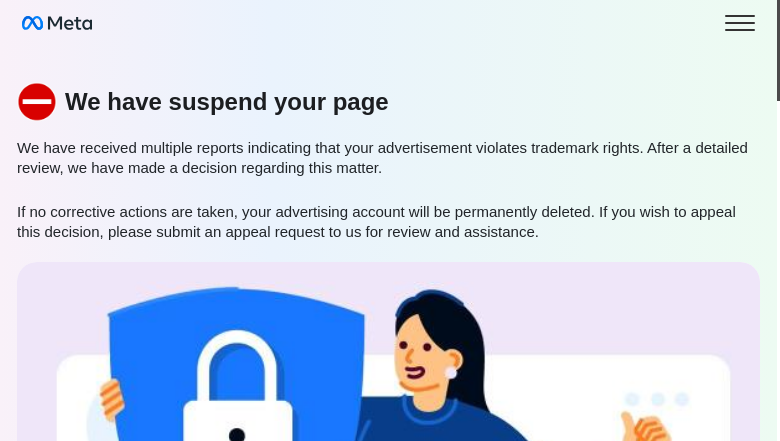 Meta
We have suspend your page
We have received multiple reports indicating that your advertisement violates trademark rights. After a detailed
review, we have made a decision regarding this matter.
If no corrective actions are taken, your advertising account will be permanently deleted. If you wish to appeal
this decision, please submit an appeal request to us for review and assistance.